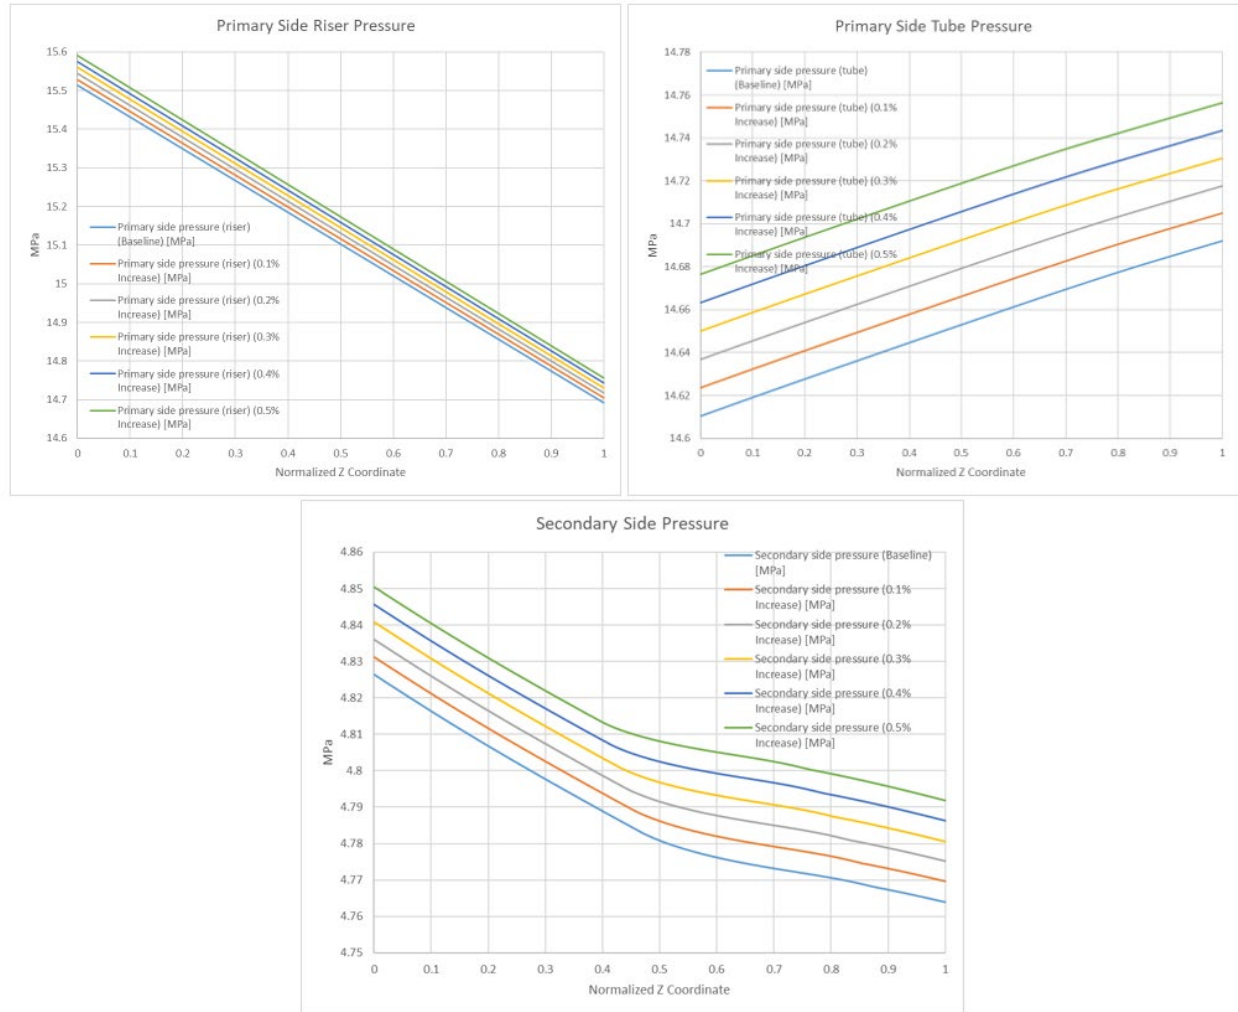 Primary Side Riser Pressure
15.6
15.5
15.4
15.3
15.2
15.1
15
14.9
14.8
14.7
14.6
MPa
Primary side pressure (riser)
(Baseline) [MPa]
Primary side pressure (riser) (0.1%
Increase) [MPa]
Primary side pressure (riser) (0.2%
Increase) [MPa]
Primary side pressure (riser) (0.3%
Increase) [MPa]
Primary side pressure (riser) (0.4%
Increase) [MPa]
Primary side pressure (riser) (0.5%
Increase) [MPa]
0 0.1 0.2 0.3 0.4 0.5 0.6 0.7 0.8 0.9 1
Normalized Z Coordinate
Primary Side Tube Pressure
14.78
14.76
14.74
14.72
14.7
14.68
14.66
14.64
14.62
14.6
MPa
Primary side pressure (tube)
(Baseline) [MPa]
Primary side pressure (tube) (0.1%
Increase) [MPa]
Primary side pressure (tube) (0.2%
Increase) [MPa]
Primary side pressure (tube) (0.3%
Increase) [MPa]
Primary side pressure (tube) (0.4%
Increase) [MPa]
Primary side pressure (tube) (0.5%
Increase) [MPa]
0 0.1 0.2 0.3 0.4 0.5 0.6 0.7 0.8 0.9 1
Normalized Z Coordinate
Secondary Side Pressure
4.86
4.85
4.84
4.83
4.82
4.81
4.8
4.79
4.78
4.77
4.76
4.75
MPa
Secondary side pressure (Baseline)
[MPa]
Secondary side pressure (0.1%
Increase) [MPa]
Secondary side pressure (0.2%
Increase) [MPa]
Secondary side pressure (0.3%
Increase) [MPa]
Secondary side pressure (0.4%
Increase) [MPa]
Secondary side pressure (0.5%
Increase) [MPa]
0 0.1 0.2 0.3 0.4 0.5 0.6 0.7 0.8 0.9 1
Normalized Z Coordinate